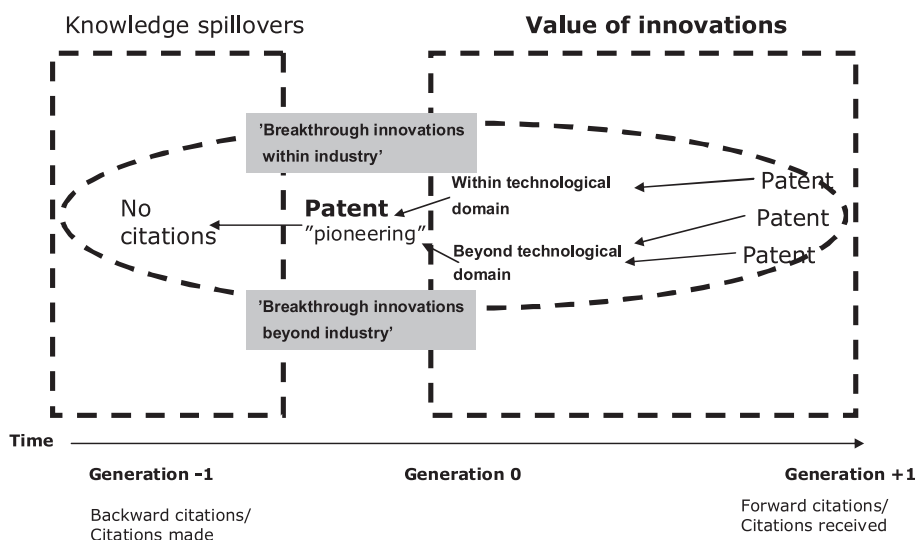 Knowledge spillovers
Value of innovations
’Breakthrough innovations
within industry’
Within technological
domain
Patent
No
citations
Patent
”pioneering”
Patent
Beyond technological
domain
Patent
’Breakthrough innovations
beyond industry’
Time
Generation -1
Generation 0
Generation +1
Backward citations/
Citations made
Forward citations/
Citations received